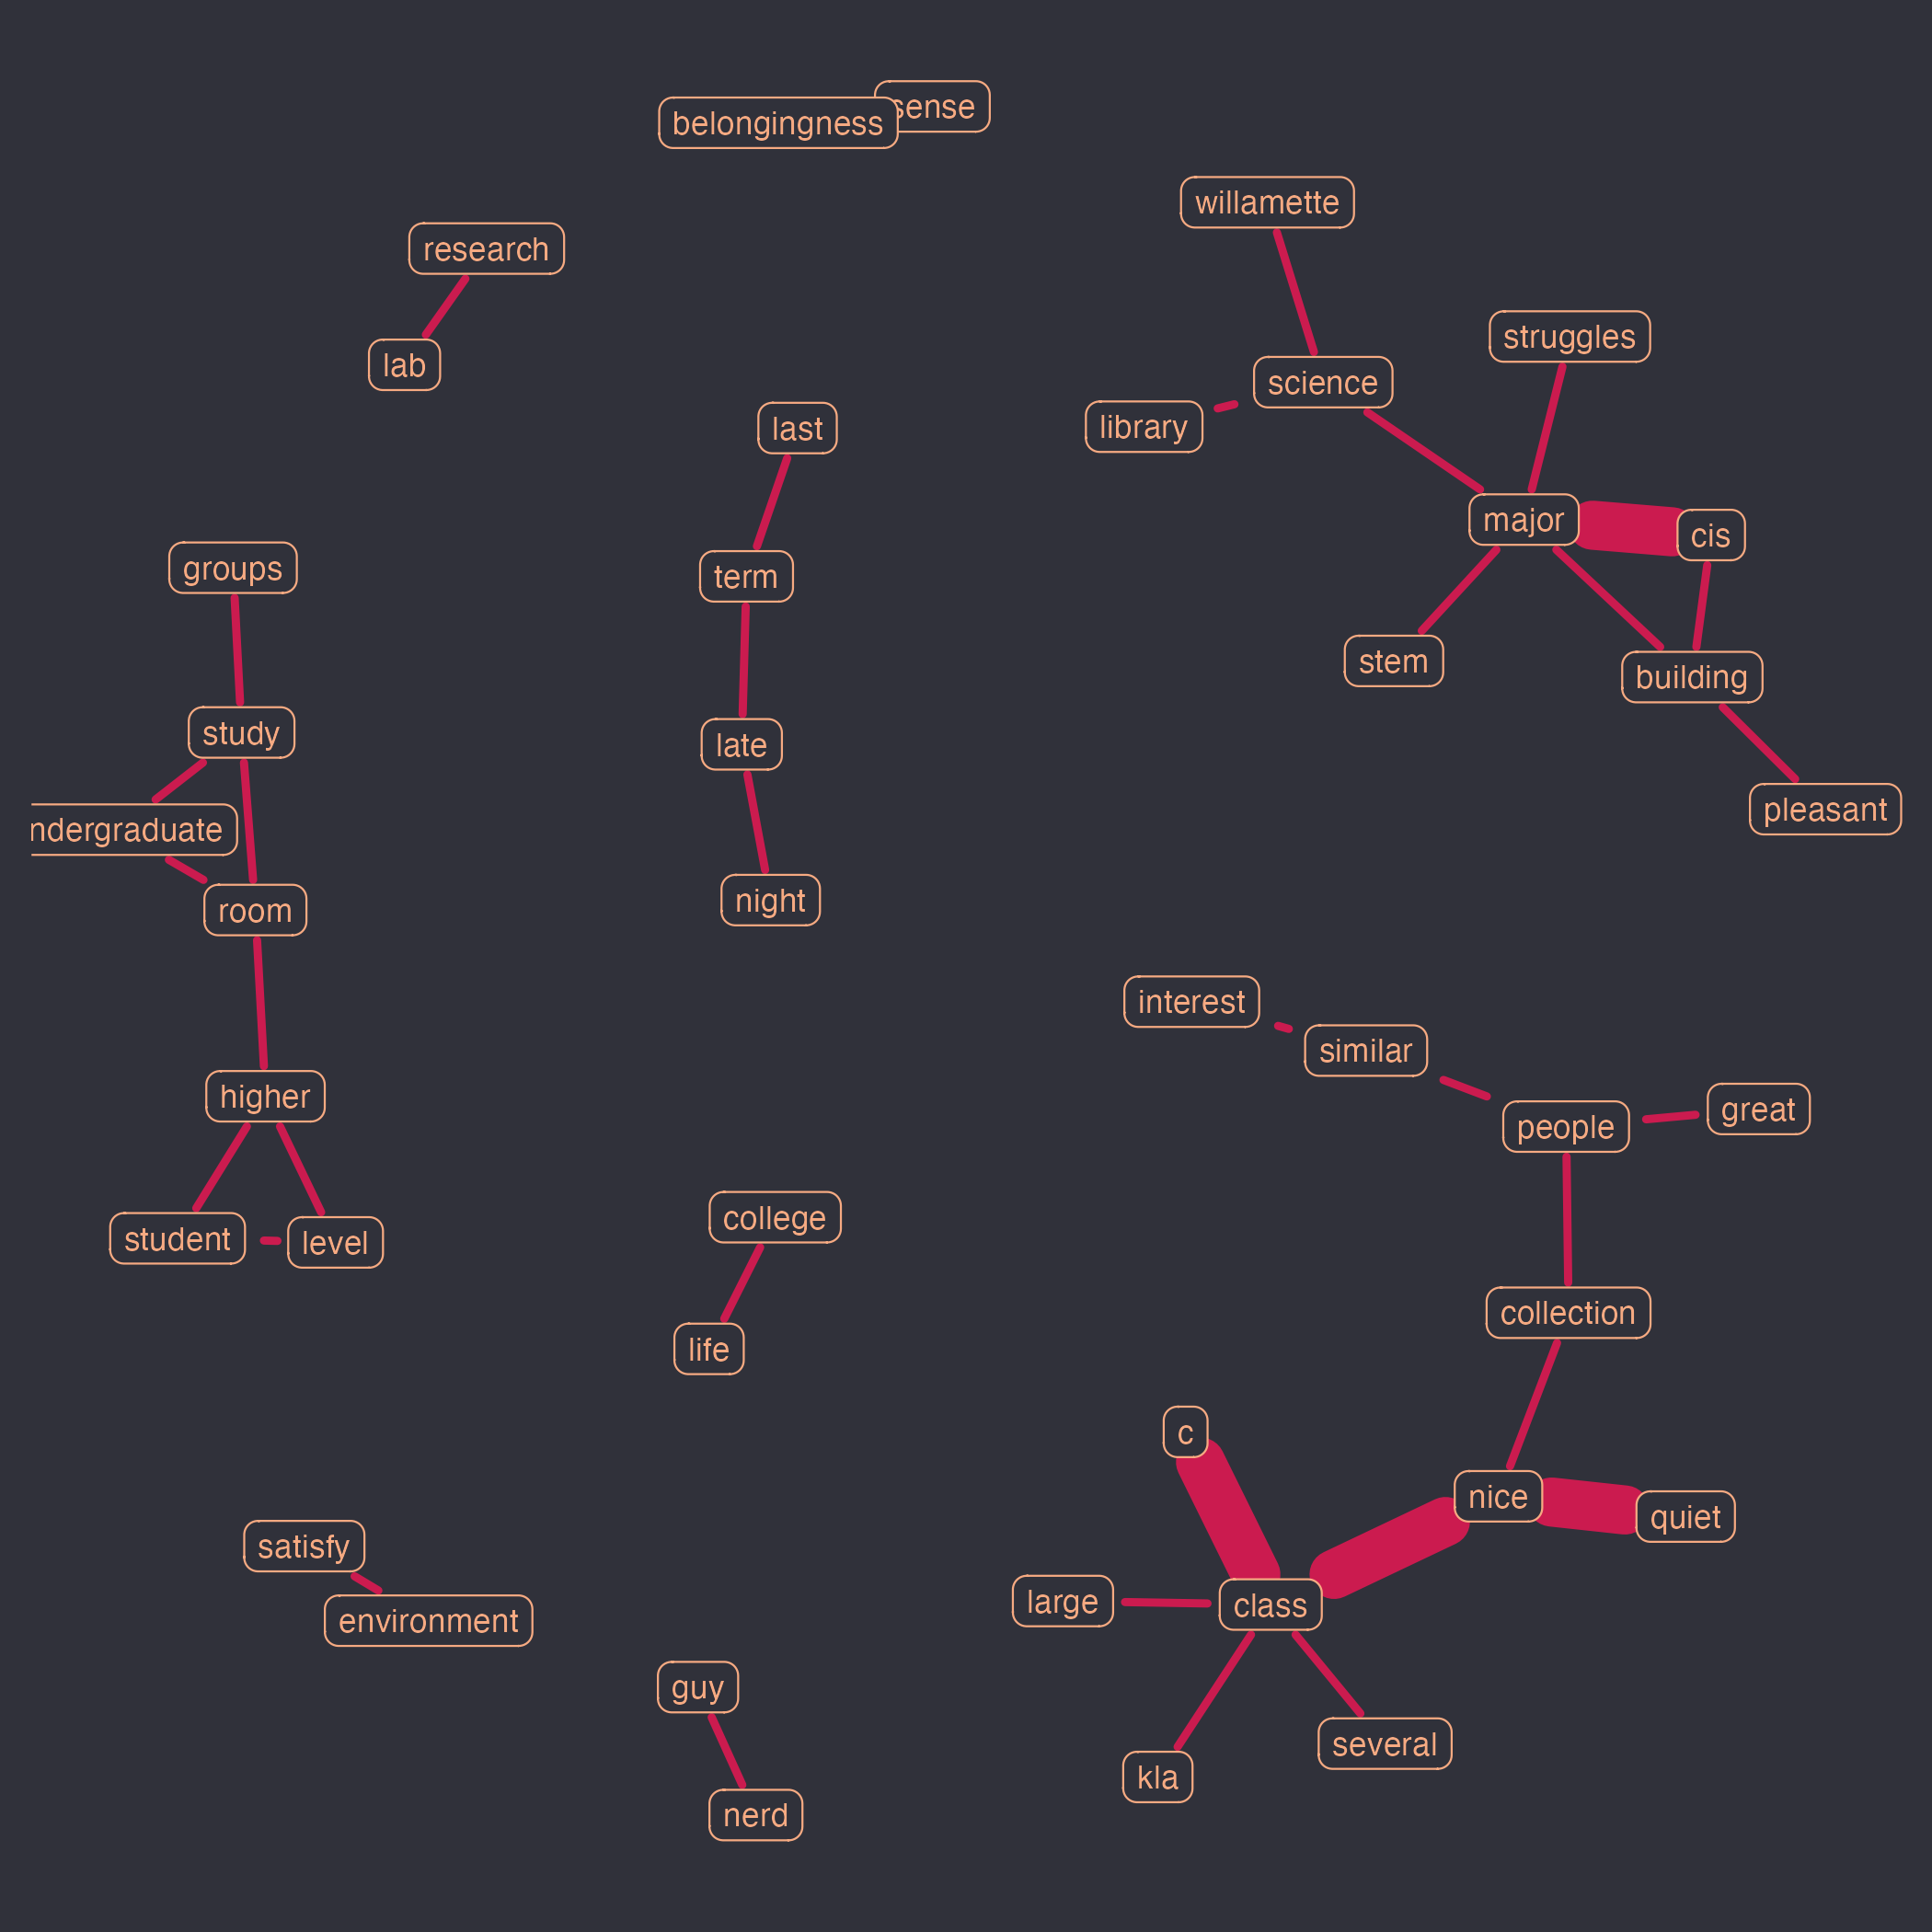 sense
belongingness
willamette
research
struggles
lab
science
library
last
major
cis
groups
term
stem
building
study
late
pleasant
ndergraduate
night
room
interest
similar
higher
great
people
college
student
level
collection
life
c
nice
quiet
satisfy
large
class
environment
guy
several
kla
nerd